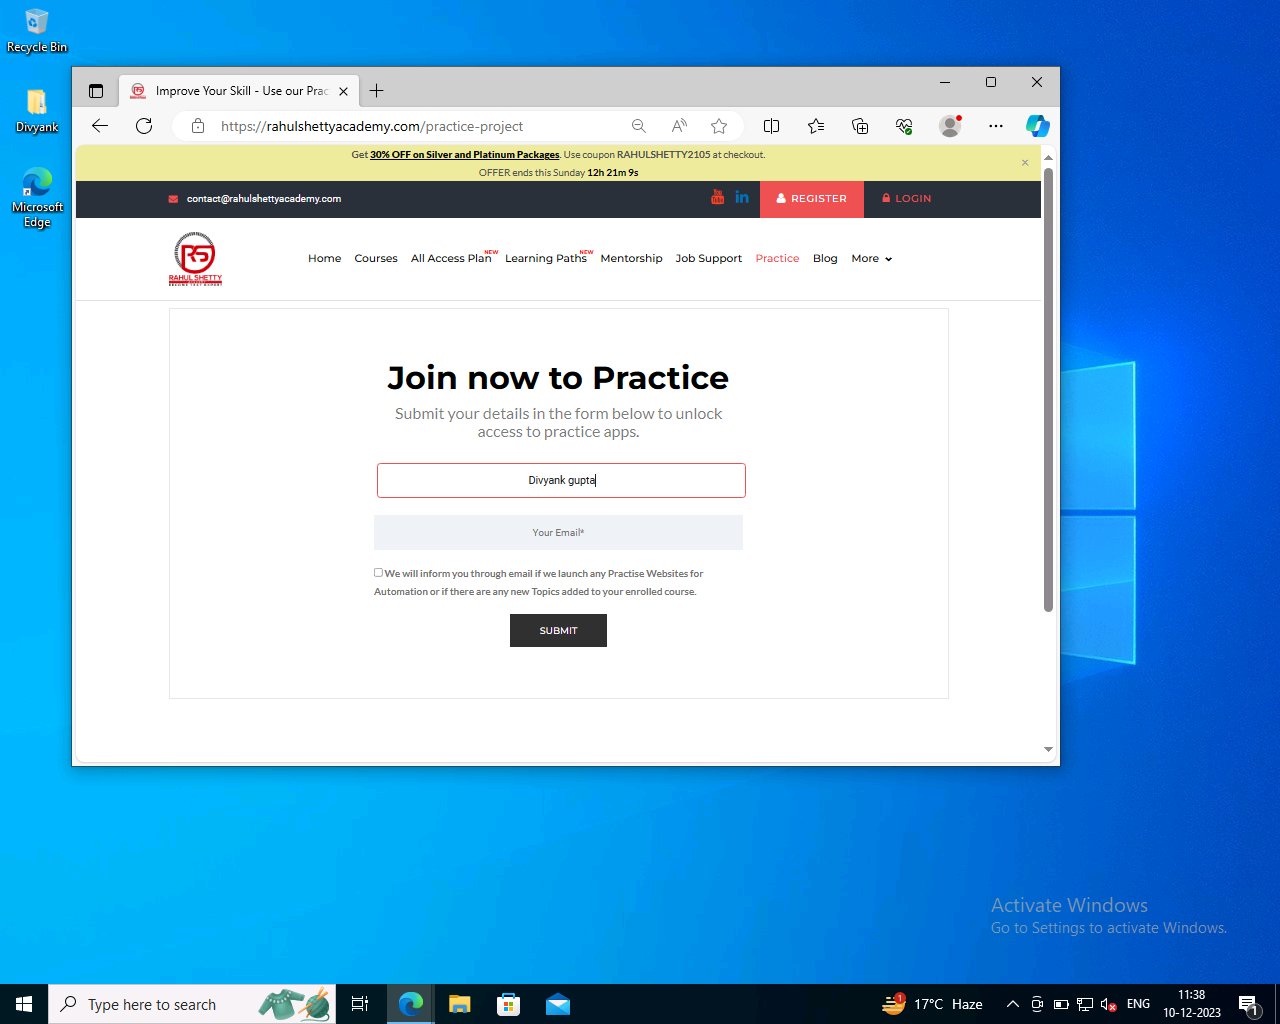 Recycle Bin
Divyank
Microsoft
Edge
Improve Your Skill - Use our Prac
https://rahulshettyacademy.com/practice-project
Get 30% OFF on Silver and Platinum Packages. Use coupon RAHULSHETTY2105 at checkout.
OFFER ends this Sunday 12h 21m 9s
×
contact@rahulshettyacademy.com
REGISTER
LOGIN
RAHUL SHETTY
Home
Courses
All Access Plan NEW
Learning Paths NEW
Mentorship
Job Support
Practice
Blog
More
Join now to Practice
Submit your details in the form below to unlock
access to practice apps.
Divyank gupta
Your Email*
We will inform you through email if we launch any Practise Websites for
Automation or if there are any new Topics added to your enrolled course.
SUBMIT
Activate Windows
Go to Settings to activate Windows.
Type here to search
1
17°C Haze
ENG
11:38
10-12-2023
1